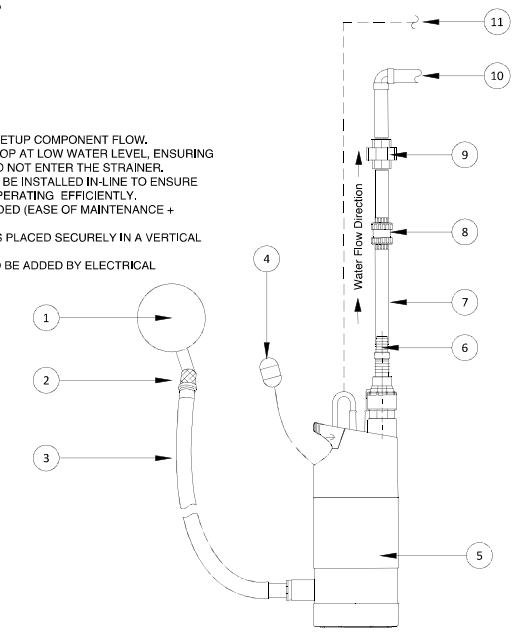 ETUP COMPONENT FLOW.
OP AT LOW WATER LEVEL, ENSURING
O NOT ENTER THE STRAINER.
BE INSTALLED IN-LINE TO ENSURE
PERATING EFFICIENTLY.
DED (EASE OF MAINTENANCE +
S PLACED SECURELY IN A VERTICAL
O BE ADDED BY ELECTRICAL
11
10
9
8
7
6
5
4
1
2
3
Water Flow Direction